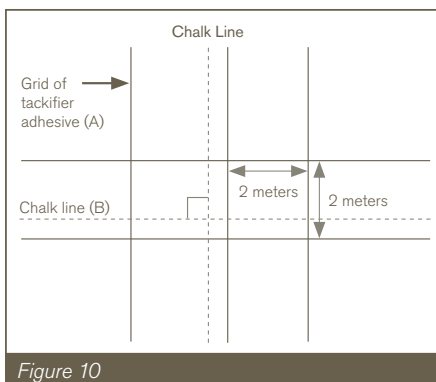 Chalk Line
Grid of
tackifier
adhesive (A)
2 meters
2 meters
Chalk line (B)
Figure 10